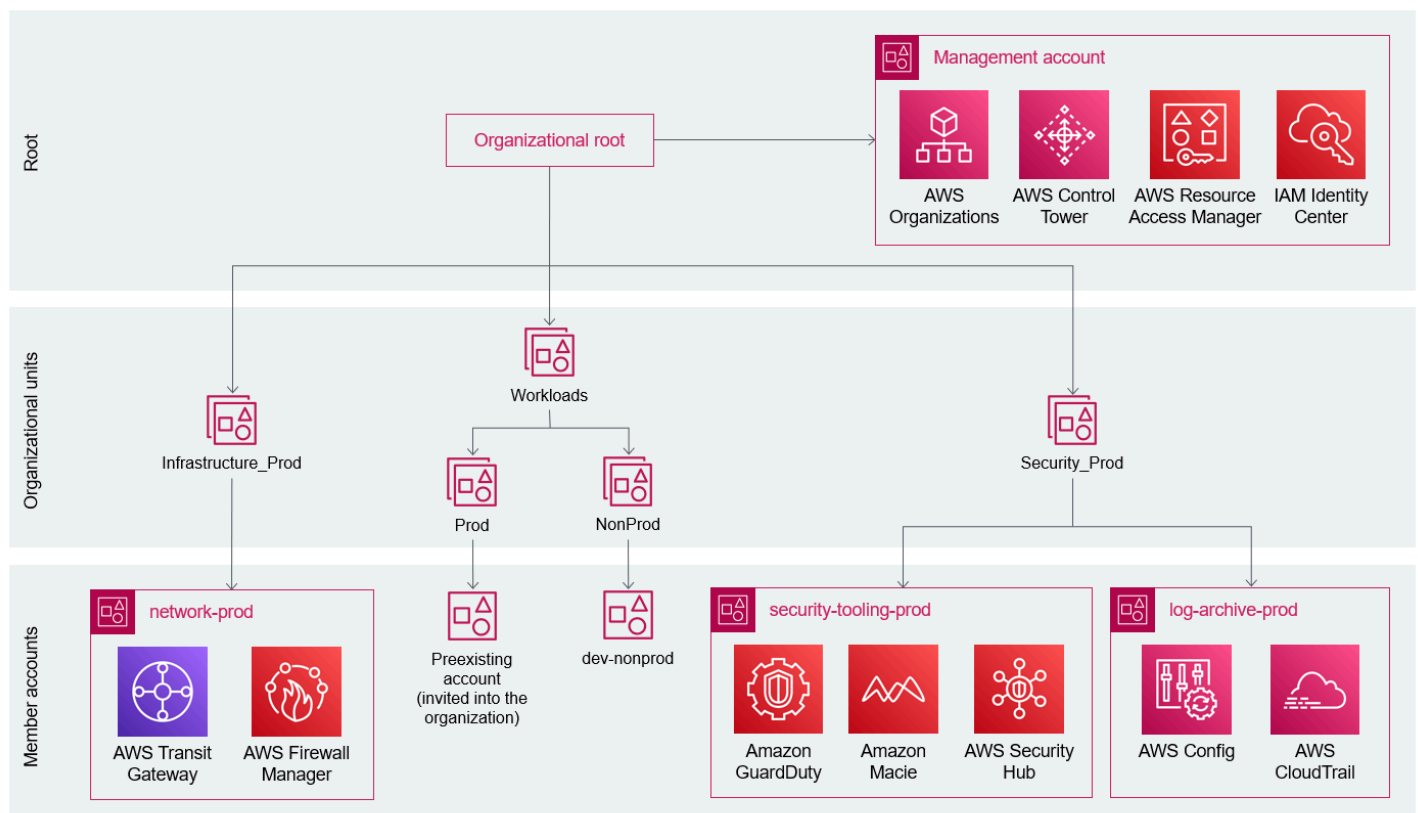 Root
Organizational root
Management account
AWS
Organizations
AWS Control
Tower
AWS Resource
Access Manager
IAM Identity
Center
Organizational units
Infrastructure_Prod
Workloads
Prod
NonProd
Security_Prod
Member accounts
network-prod
AWS Transit
Gateway
AWS Firewall
Manager
Preexisting
account
(invited into the
organization)
dev-nonprod
security-tooling-prod
Amazon
GuardDuty
Amazon
Macie
AWS Security
Hub
log-archive-prod
AWS Config
AWS
CloudTrail